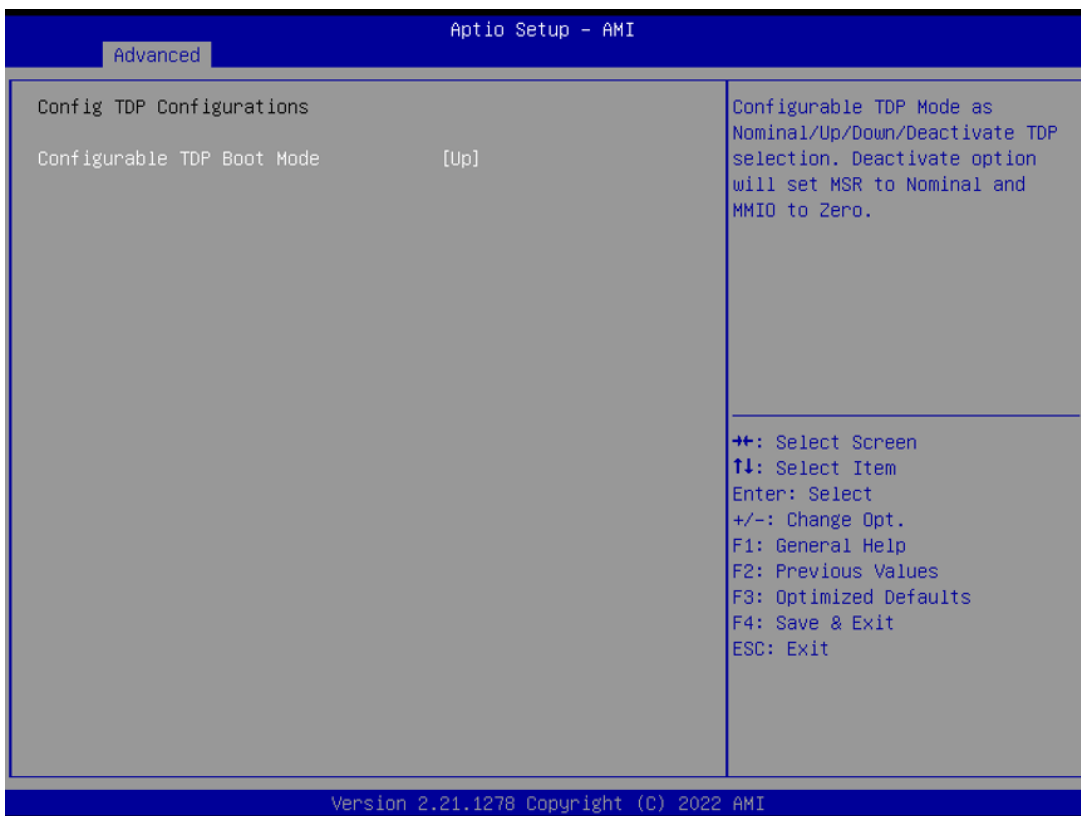 Aptio Setup – AMI
Advanced
Config TDP Configurations
Configurable TDP Boot Mode [Up]
Configurable TDP Mode as
Nominal/Up/Down/Deactivate TDP
selection. Deactivate option
will set MSR to Nominal and
MMIO to Zero.
→←: Select Screen
↑↓: Select Item
Enter: Select
+/-: Change Opt.
F1: General Help
F2: Previous Values
F3: Optimized Defaults
F4: Save & Exit
ESC: Exit
Version 2.21.1278 Copyright (C) 2022 AMI